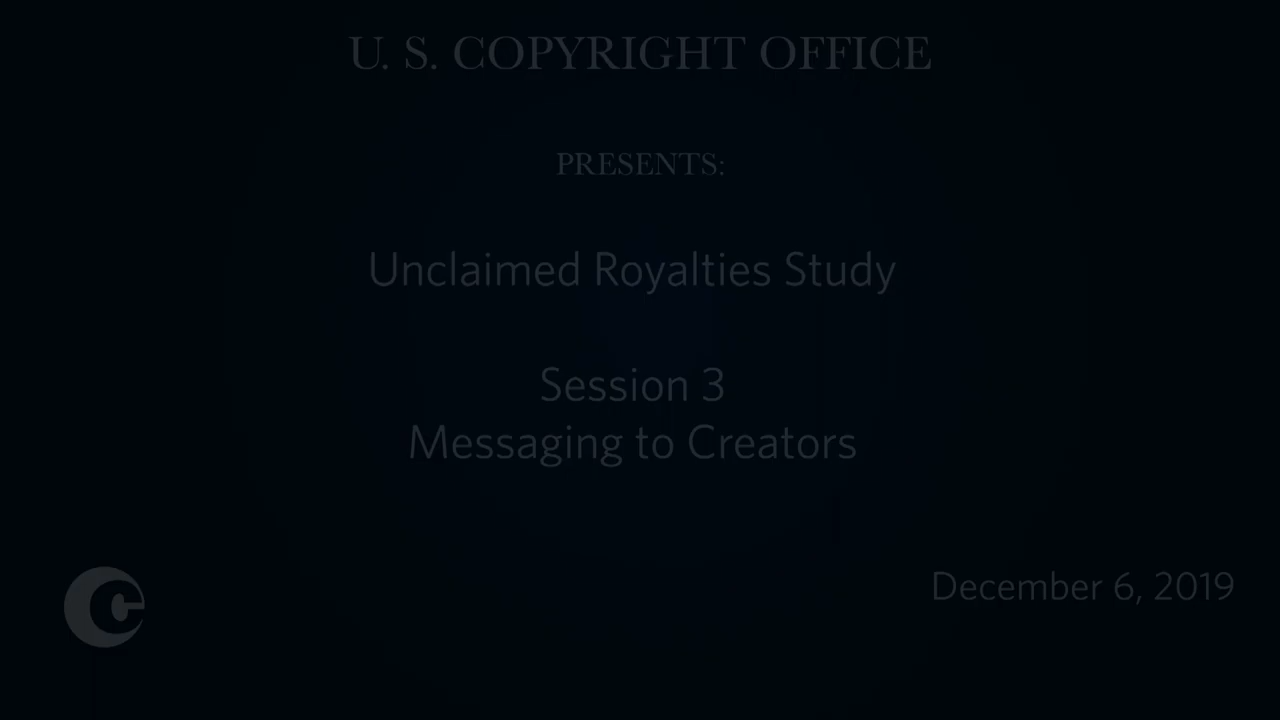 U. S. COPYRIGHT OFFICE
PRESENTS:
Unclaimed Royalties Study
Session 3
Messaging to Creators
December 6, 2019